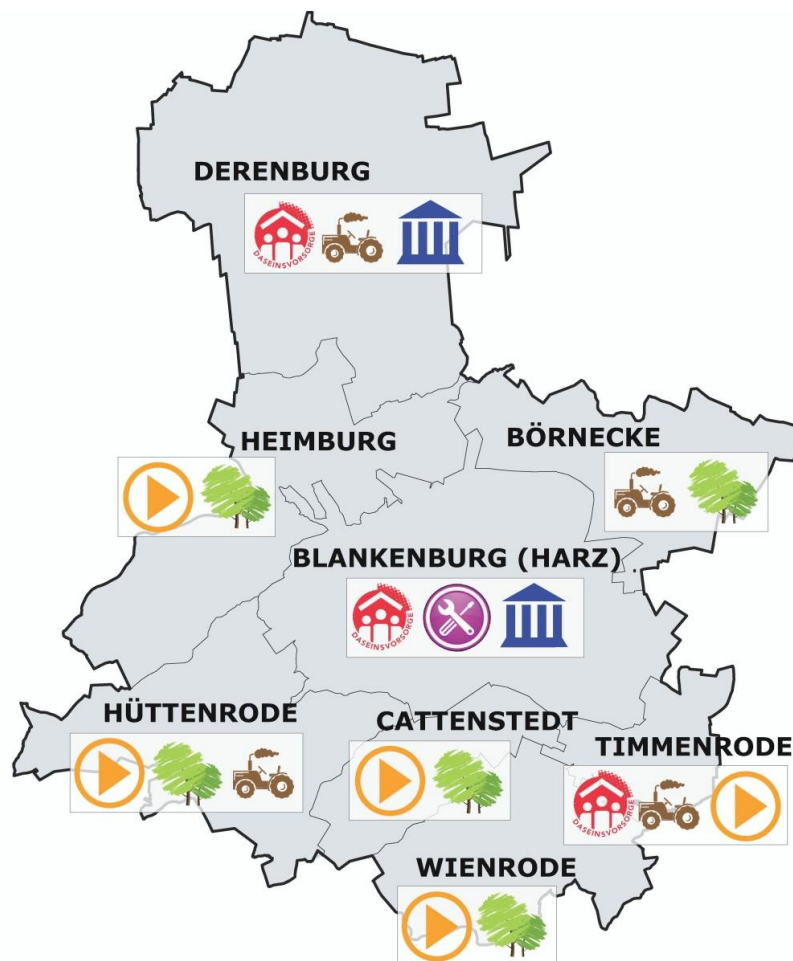 DERENBURG
DASEINSVORSORGE
HEIMBURG
BÖRNECKE
BLANKENBURG (HARZ)
DASEINSVORSORGE
HÜTTENRODE
CATTENSTEDT
TIMMENRODE
DASEINSVORSORGE
WIENRODE